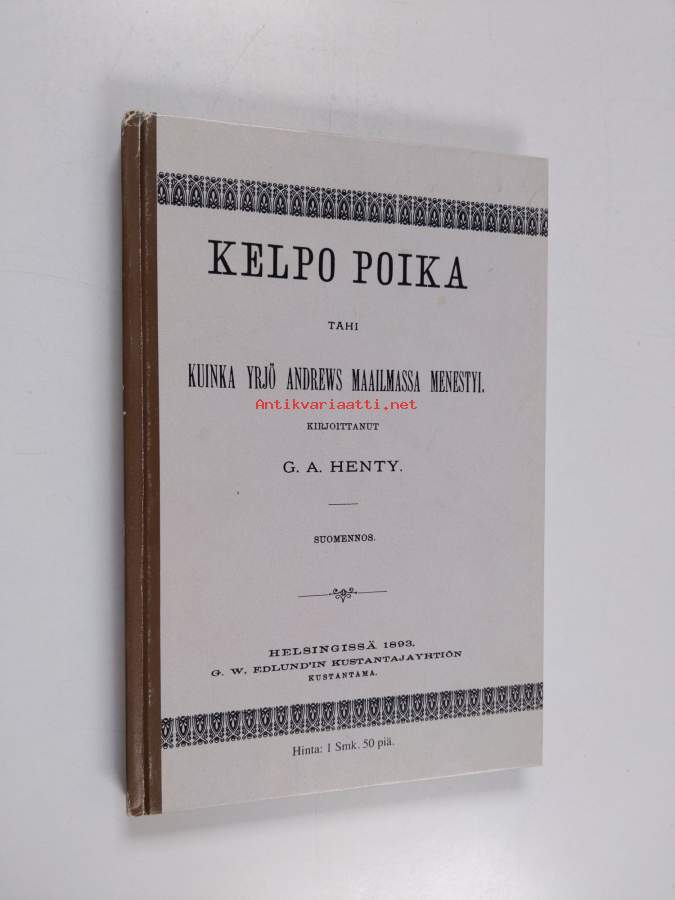 KELPO POIKA
TAHI
KUINKA YRJÖ ANDREWS MAAILMASSA MENESTYI.
Antikvariaatti.net
KIRJOITTANUT
G. A. HENTY.
SUOMENNOS.
HELSINGISSÄ 1893,
G. W. EDLUND'IN KUSTANTAJAYHTIÖN
KUSTANTAMA.
Hinta: 1 Smk. 50 piä.